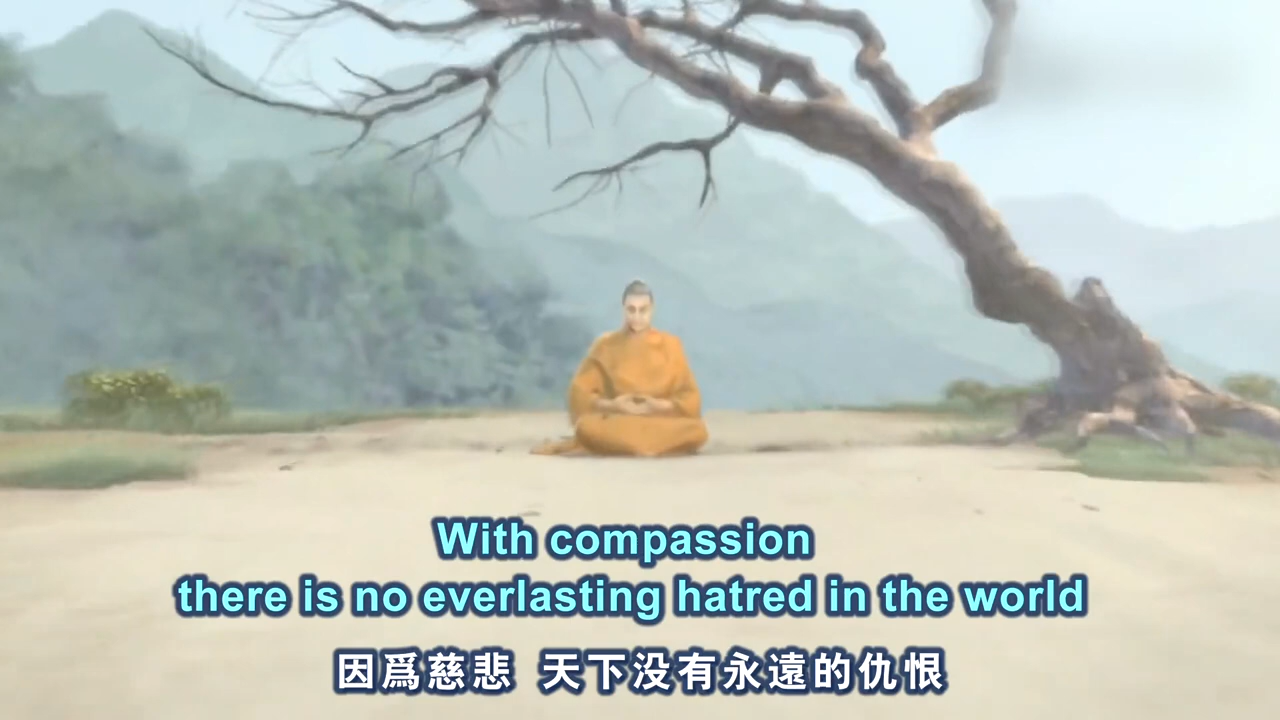 With compassion
there is no everlasting hatred in the world
因爲慈悲 天下没有永遠的仇恨